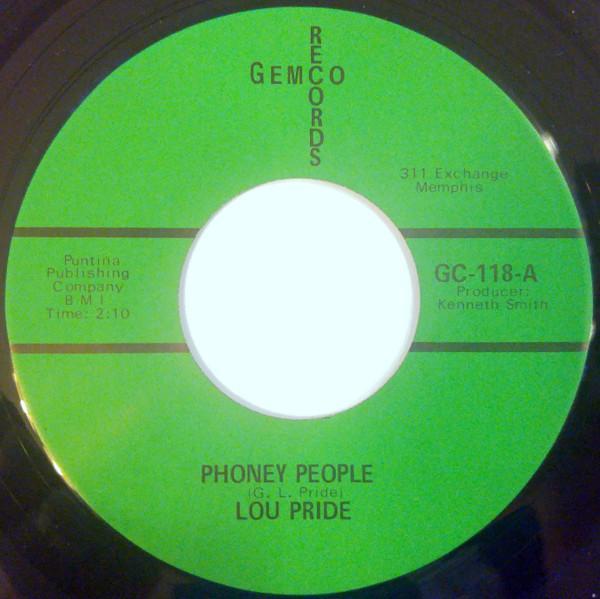 GEMCO
RECORDS
311 Exchange
Memphis
Puntina
Publishing
Company
B M I
Time: 2:10
GC-118-A
Producer:
Kenneth Smith
PHONEY PEOPLE
(G. L. Pride)
LOU PRIDE